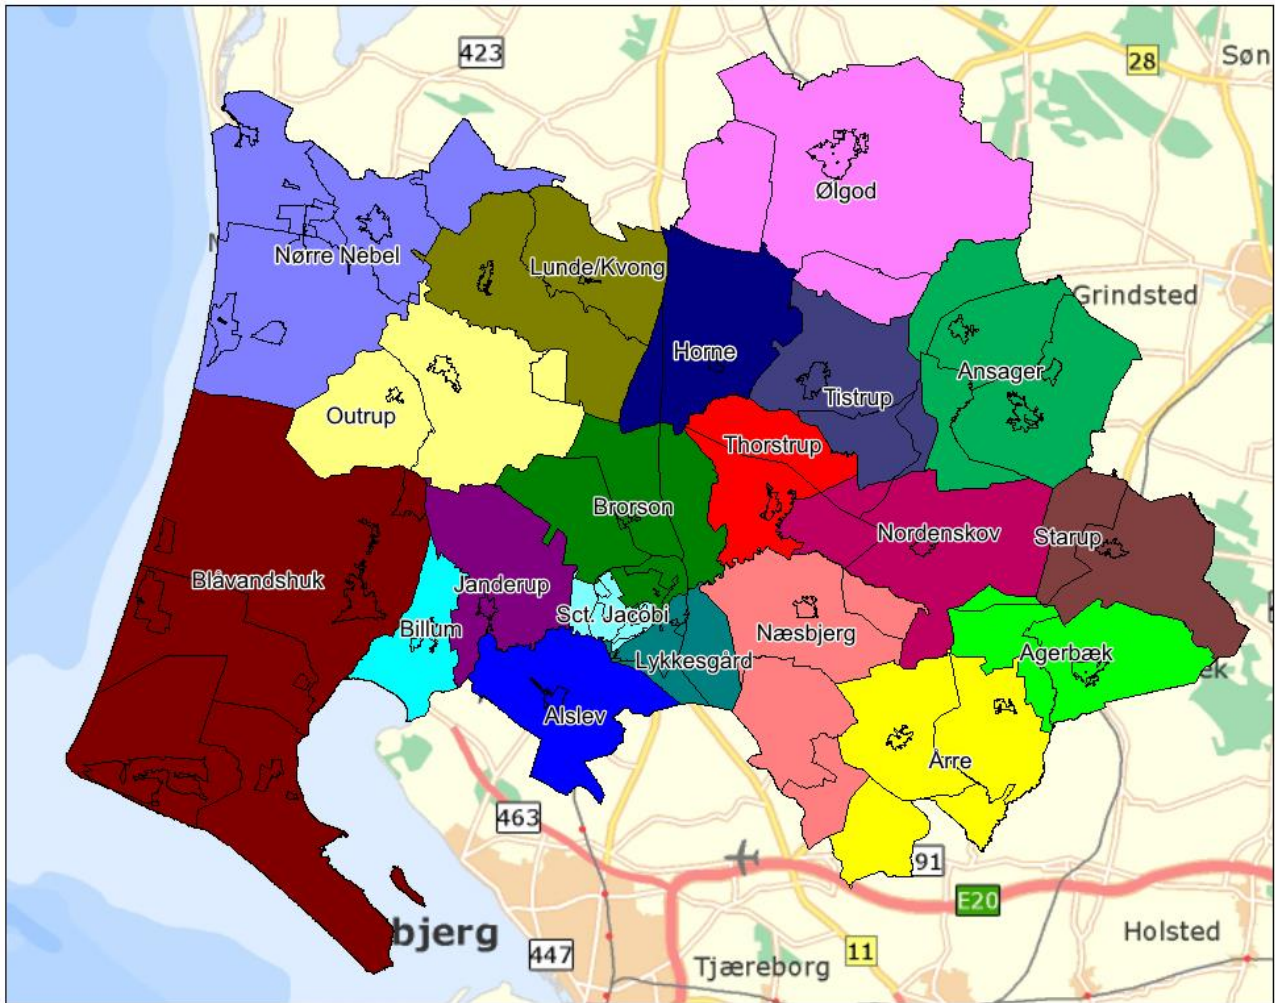 423
28
Søn
Ølgod
Nørre Nebel
Lunde/Kvong
Grindsted
Horne
Ansager
Tistrup
Outrup
Thorstrup
Brorson
Nordenskov
Starup
Blåvandshuk
Janderup
Sct. Jacobi
Billum
Næsbjerg
Lykkesgård
Agerbæk
ek
Alslev
Årre
463
91
E20
bjerg
447
11
Tjæreborg
Holsted